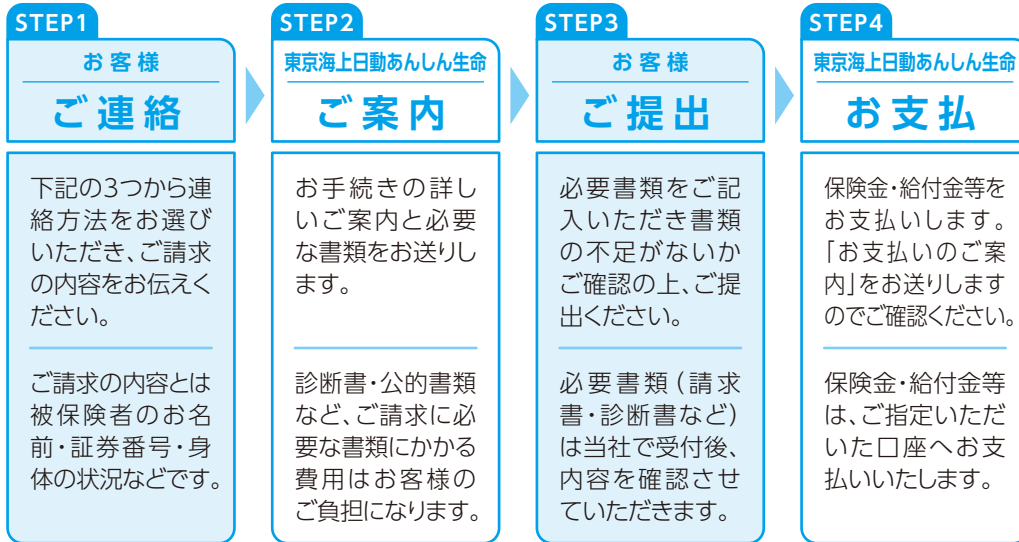 STEP1
お客様
ご連絡
下記の3つから連
絡方法をお選び
いただき、ご請求
の内容をお伝えく
ださい。
ご請求の内容とは
被保険者のお名
前・証券番号・身
体の状況などです。
STEP2
東京海上日動あんしん生命
ご案内
お手続きの詳し
いご案内と必要
な書類をお送りし
ます。
診断書・公的書類
など、ご請求に必
要な書類にかかる
費用はお客様の
ご負担になります。
STEP3
お客様
ご提出
必要書類をご記
入いただき書類
の不足がないか
ご確認の上、ご提
出ください。
必要書類(請求
書・診断書など)
は当社で受付後、
内容を確認させ
ていただきます。
STEP4
東京海上日動あんしん生命
お支払
保険金・給付金等を
お支払いします。
「お支払いのご案
内」をお送りします
のでご確認ください。
保険金・給付金等
は、ご指定いただ
いた口座へお支
払いいたします。